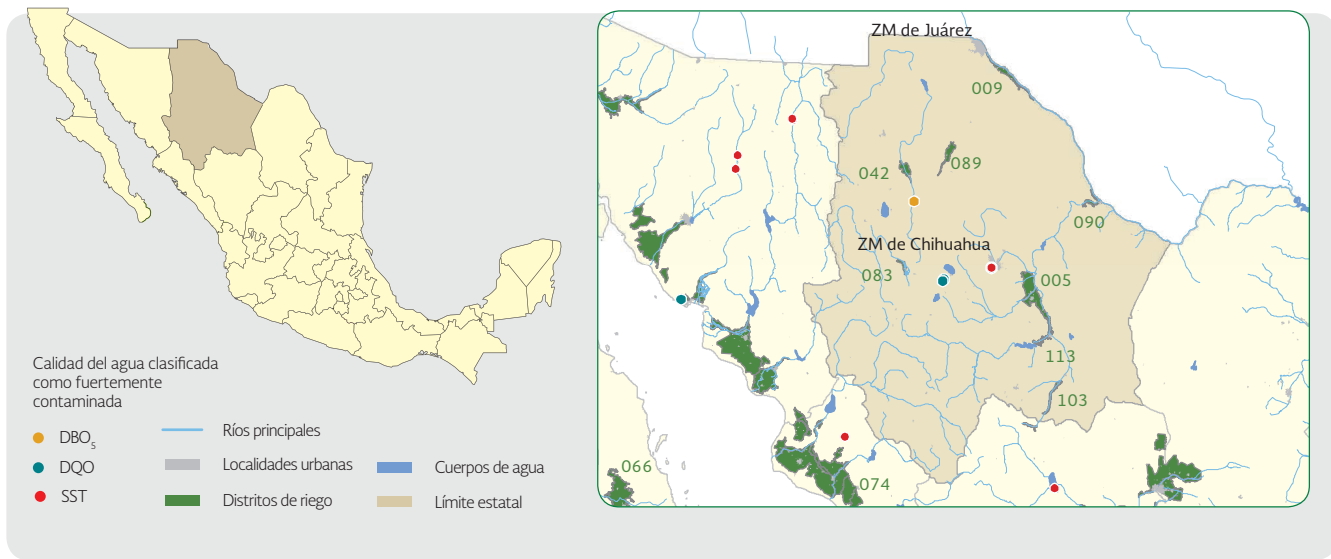 ZM de Juárez
009
089
042
090
ZM de Chihuahua
083
005
113
103
066
074
Calidad del agua clasificada
como fuertemente
contaminada
DBO5
DQO
SST
Ríos principales
Localidades urbanas
Distritos de riego
Cuerpos de agua
Límite estatal